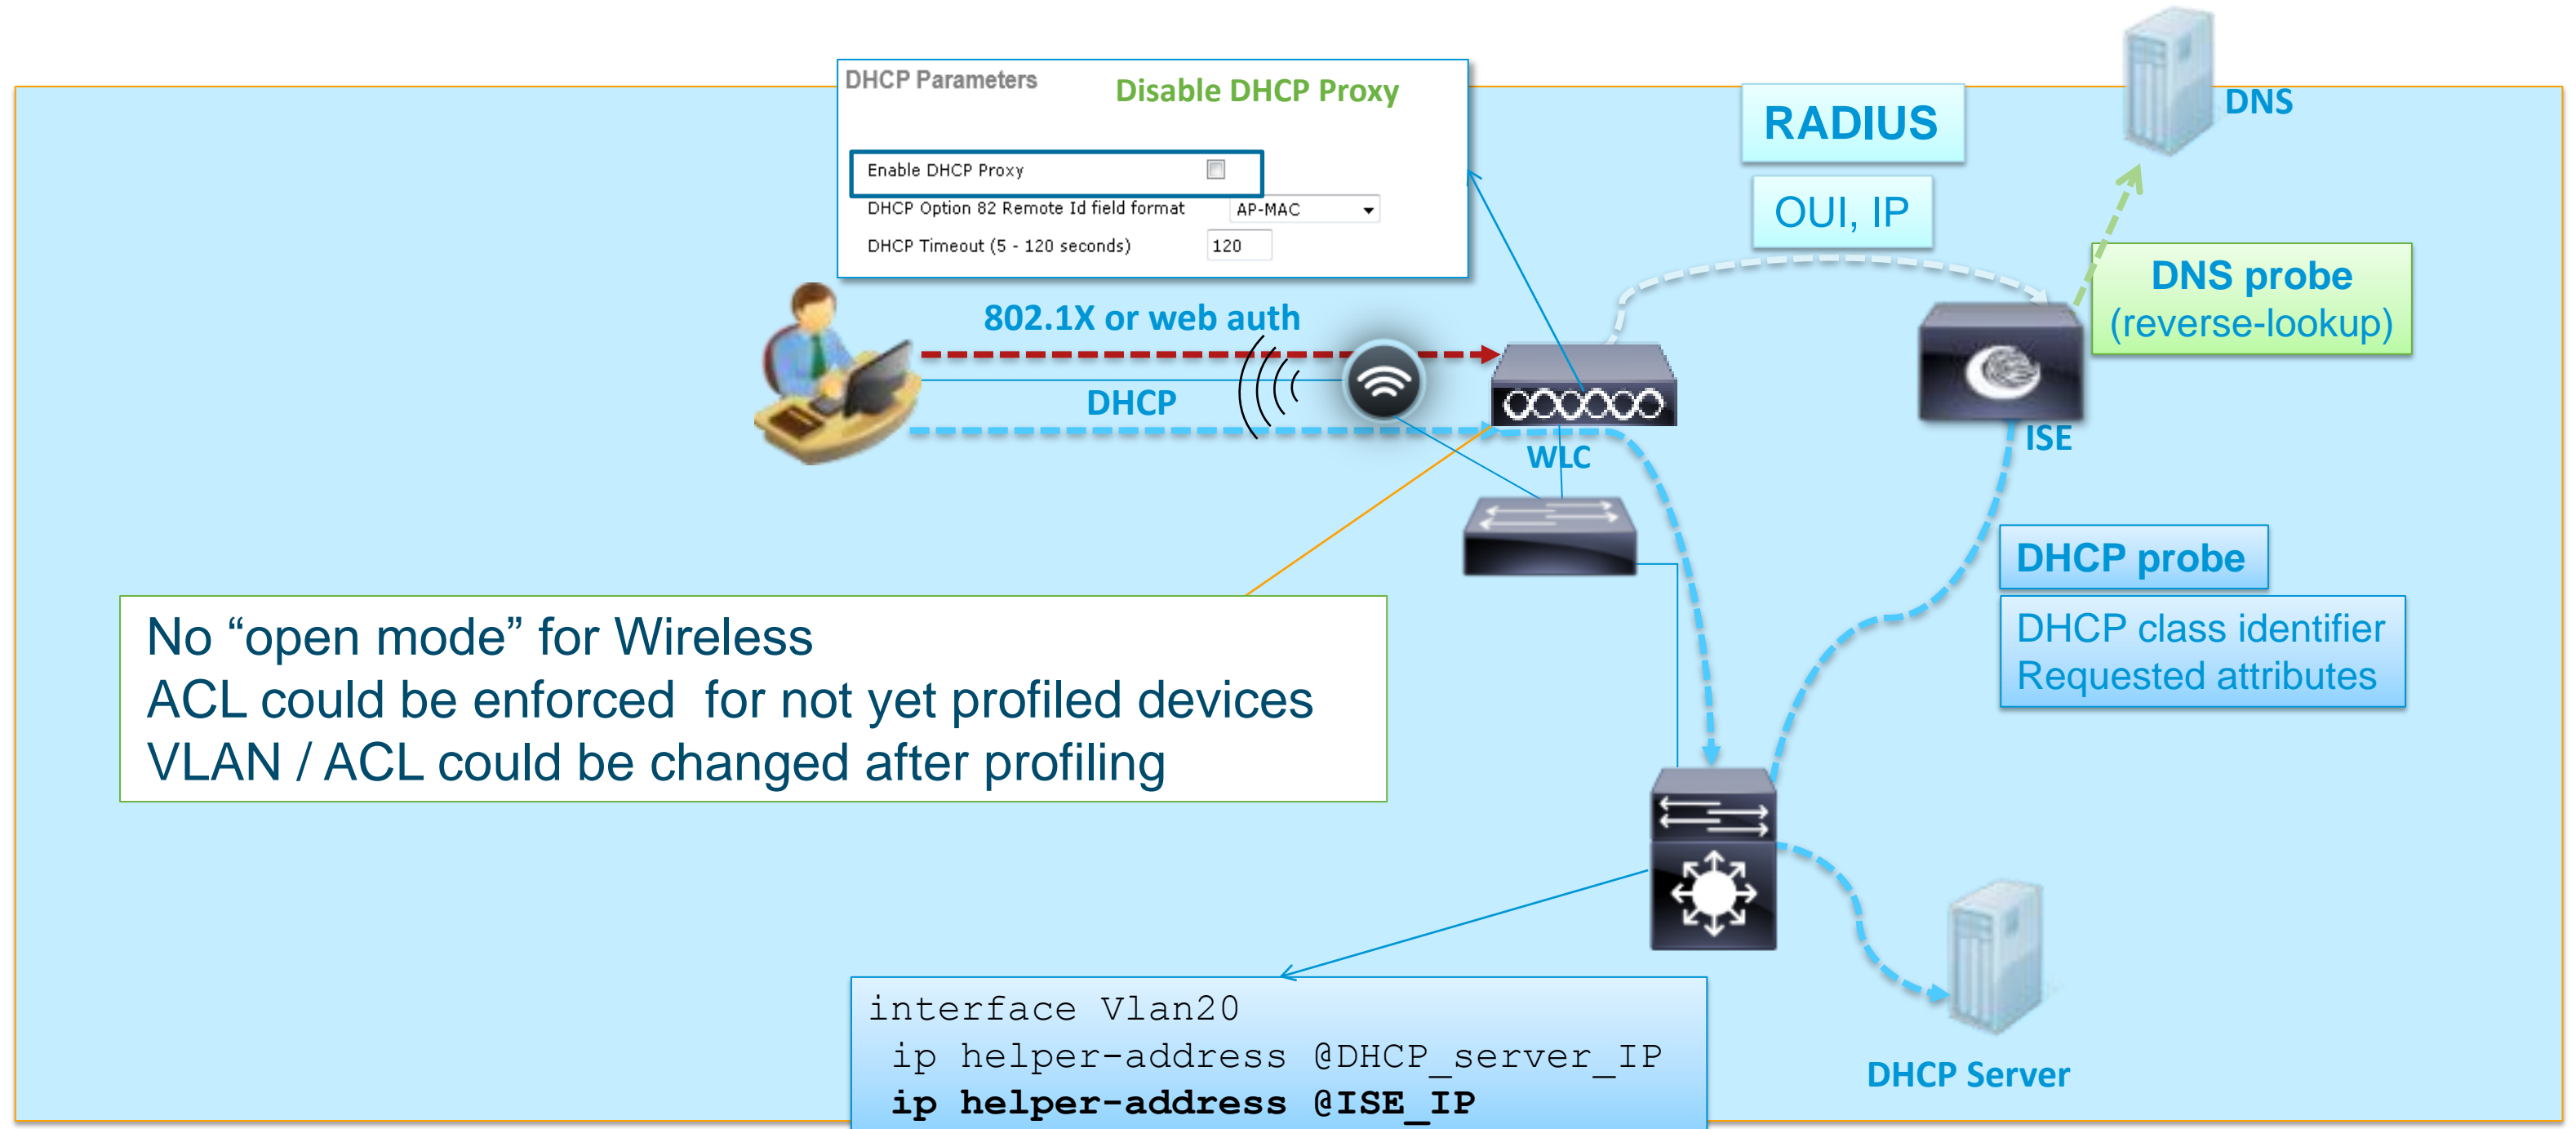 DHCP Parameters
Disable DHCP Proxy
Enable DHCP Proxy
DHCP Option 82 Remote Id field format AP-MAC
DHCP Timeout (5 - 120 seconds) 120
RADIUS
OUI, IP
DNS
DNS probe
(reverse-lookup)
802.1X or web auth
DHCP
WLC
ISE
DHCP probe
DHCP class identifier
Requested attributes
No “open mode” for Wireless
ACL could be enforced  for not yet profiled devices
VLAN / ACL could be changed after profiling
interface Vlan20
ip helper-address @DHCP_server_IP
ip helper-address @ISE_IP
DHCP Server